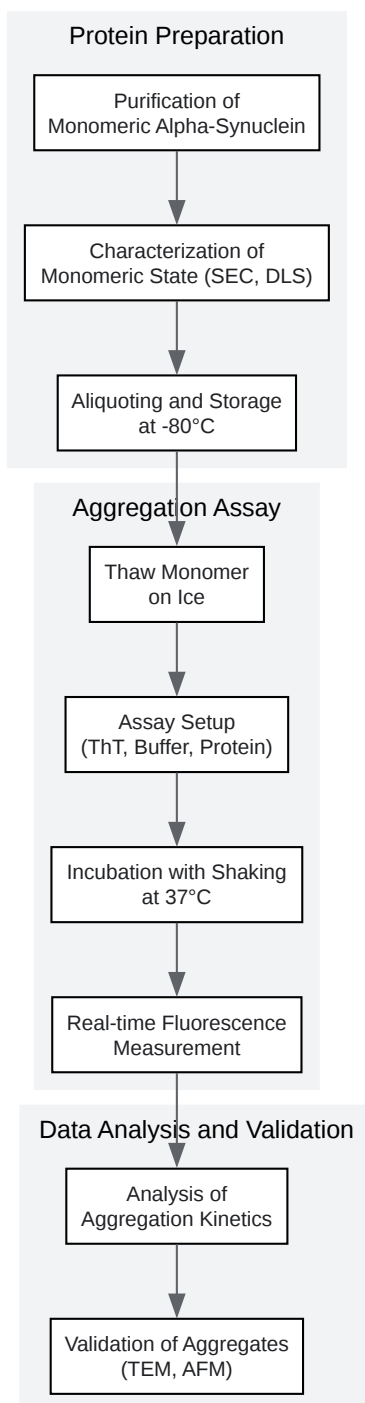 Protein Preparation
Purification of
Monomeric Alpha-Synuclein
Characterization of
Monomeric State (SEC, DLS)
Aliquoting and Storage
at -80°C
Aggregation Assay
Thaw Monomer
on Ice
Assay Setup
(ThT, Buffer, Protein)
Incubation with Shaking
at 37°C
Real-time Fluorescence
Measurement
Data Analysis and Validation
Analysis of
Aggregation Kinetics
Validation of Aggregates
(TEM, AFM)